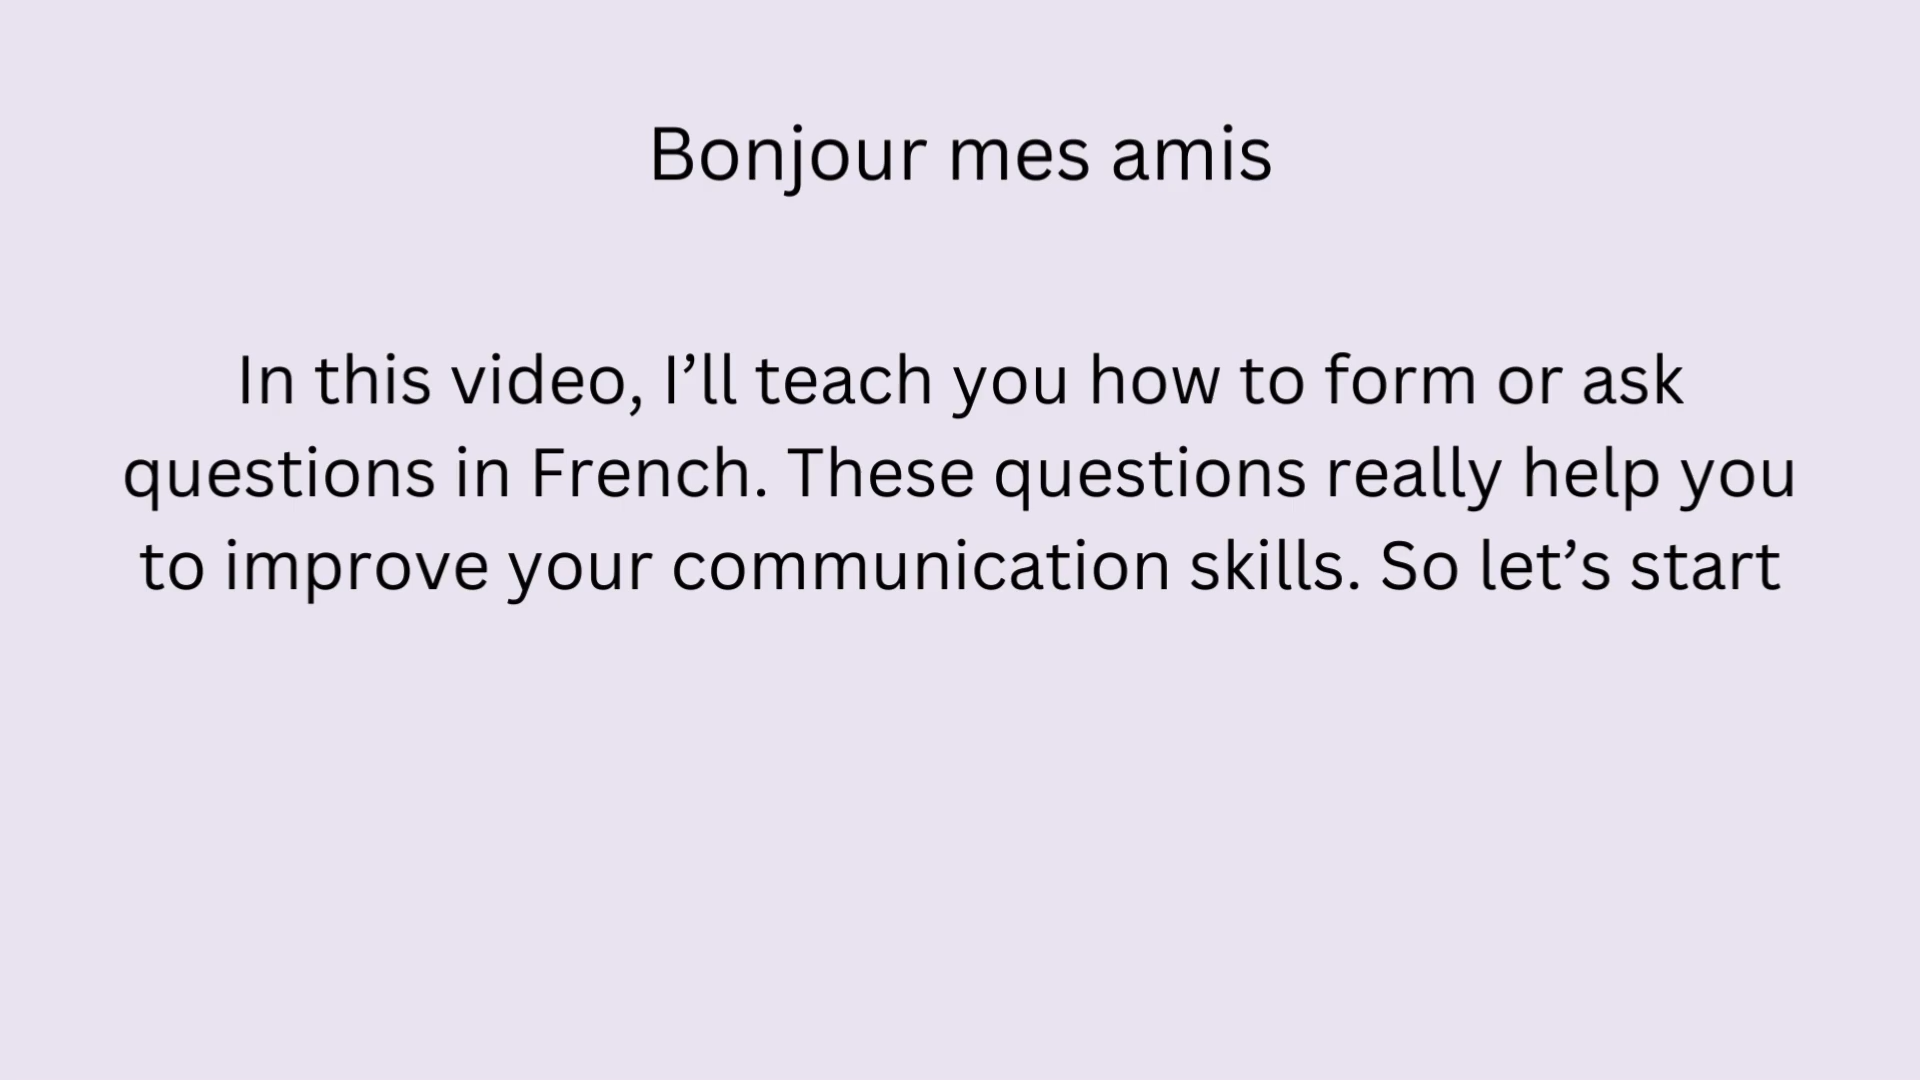 Bonjour mes amis
In this video, I’ll teach you how to form or ask
questions in French. These questions really help you
to improve your communication skills. So let’s start